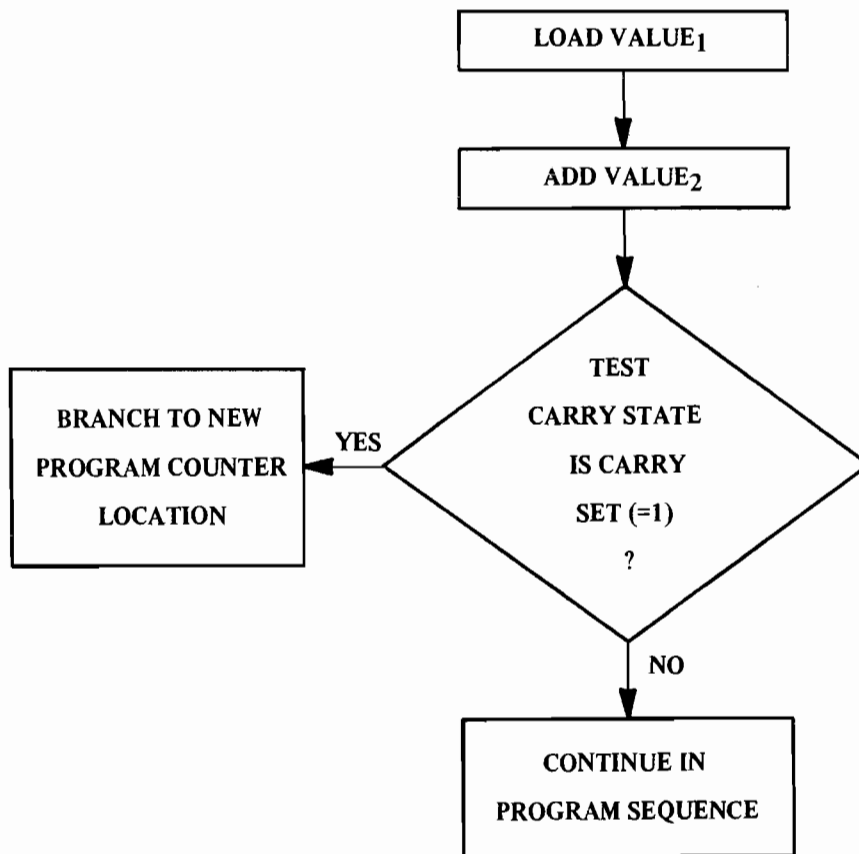 LOAD VALUE1
ADD VALUE2
TEST
CARRY STATE
IS CARRY
SET (=1)
?
YES
BRANCH TO NEW
PROGRAM COUNTER
LOCATION
NO
CONTINUE IN
PROGRAM SEQUENCE